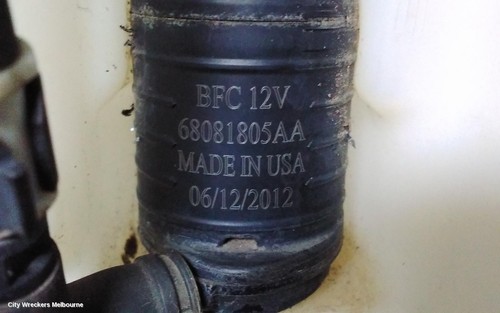 BFC 12V
68081805AA
MADE IN USA
06/12/2012
City Wreckers Melbourne